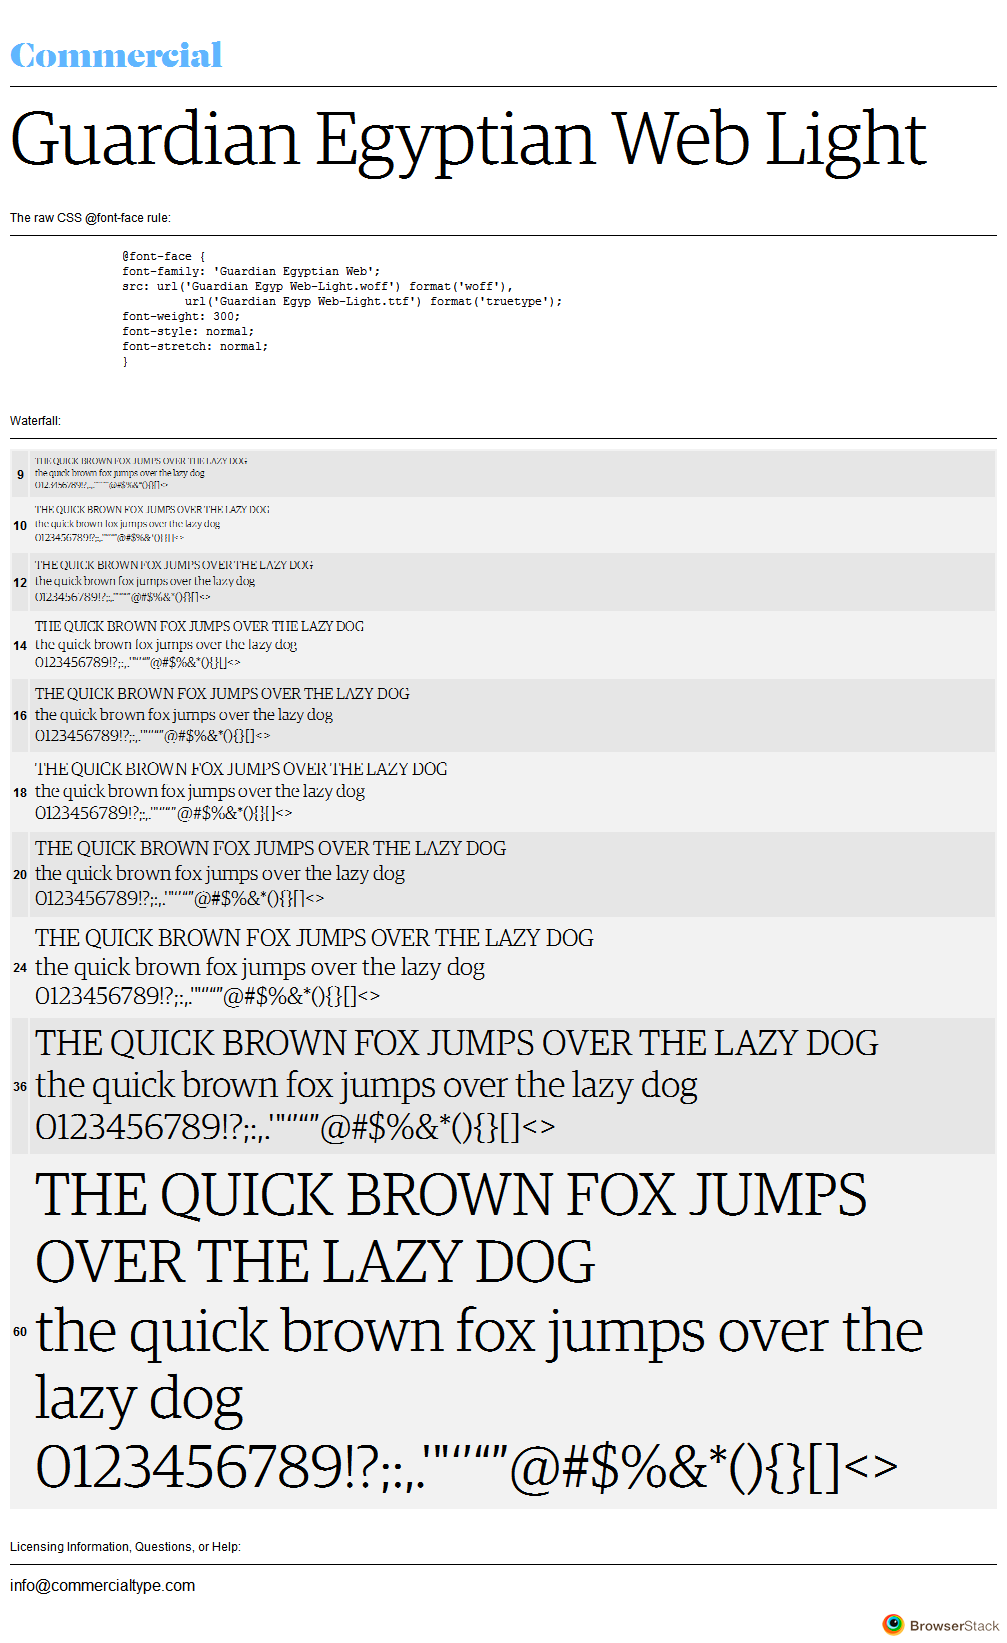 Commercial
Guardian Egyptian Web Light
The raw CSS @font-face rule:
@font-face {
font-family: 'Guardian Egyptian Web';
src: url('Guardian Egyp Web-Light.woff') format('woff'),
url('Guardian Egyp Web-Light.ttf') format('truetype');
font-weight: 300;
font-style: normal;
font-stretch: normal;
}
Waterfall:
THE QUICK BROWN FOX JUMPS OVER THE LAZY DOG
9 the quick brown fox jumps over the lazy dog
0123456789!?;:,.'"‘’“”@#$%&*(){}[]<>
THE QUICK BROWN FOX JUMPS OVER THE LAZY DOG
10 the quick brown fox jumps over the lazy dog
0123456789!?;:,.'"‘’“”@#$%&*(){}[]<>
THE QUICK BROWN FOX JUMPS OVER THE LAZY DOG
12 the quick brown fox jumps over the lazy dog
0123456789!?;:,.'"‘’“”@#$%&*(){}[]<>
THE QUICK BROWN FOX JUMPS OVER THE LAZY DOG
14 the quick brown fox jumps over the lazy dog
0123456789!?;:,.'"‘’“”@#$%&*(){}[]<>
THE QUICK BROWN FOX JUMPS OVER THE LAZY DOG
16 the quick brown fox jumps over the lazy dog
0123456789!?;:,.'"‘’“”@#$%&*(){}[]<>
THE QUICK BROWN FOX JUMPS OVER THE LAZY DOG
18 the quick brown fox jumps over the lazy dog
0123456789!?;:,.'"‘’“”@#$%&*(){}[]<>
THE QUICK BROWN FOX JUMPS OVER THE LAZY DOG
20 the quick brown fox jumps over the lazy dog
0123456789!?;:,.'"‘’“”@#$%&*(){}[]<>
THE QUICK BROWN FOX JUMPS OVER THE LAZY DOG
24 the quick brown fox jumps over the lazy dog
0123456789!?;:,.'"‘’“”@#$%&*(){}[]<>
THE QUICK BROWN FOX JUMPS OVER THE LAZY DOG
36 the quick brown fox jumps over the lazy dog
0123456789!?;:,.'"‘’“”@#$%&*(){}[]<>
THE QUICK BROWN FOX JUMPS
OVER THE LAZY DOG
60 the quick brown fox jumps over the
lazy dog
0123456789!?;:,.'"‘’“”@#$%&*(){}[]<>
Licensing Information, Questions, or Help:
info@commercialtype.com
BrowserStack